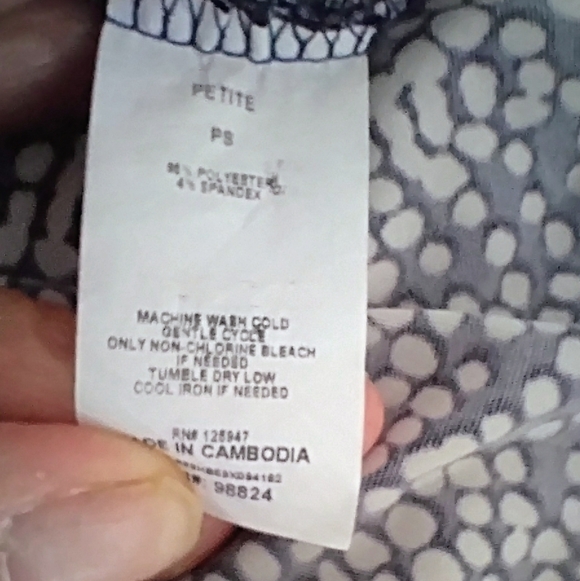 PETITE
PS
96% POLYESTER
4% SPANDEX
MACHINE WASH COLD
GENTLE CYCLE
ONLY NON-CHLORINE BLEACH
IF NEEDED
TUMBLE DRY LOW
COOL IRON IF NEEDED
RN# 125947
DE IN CAMBODIA
98824